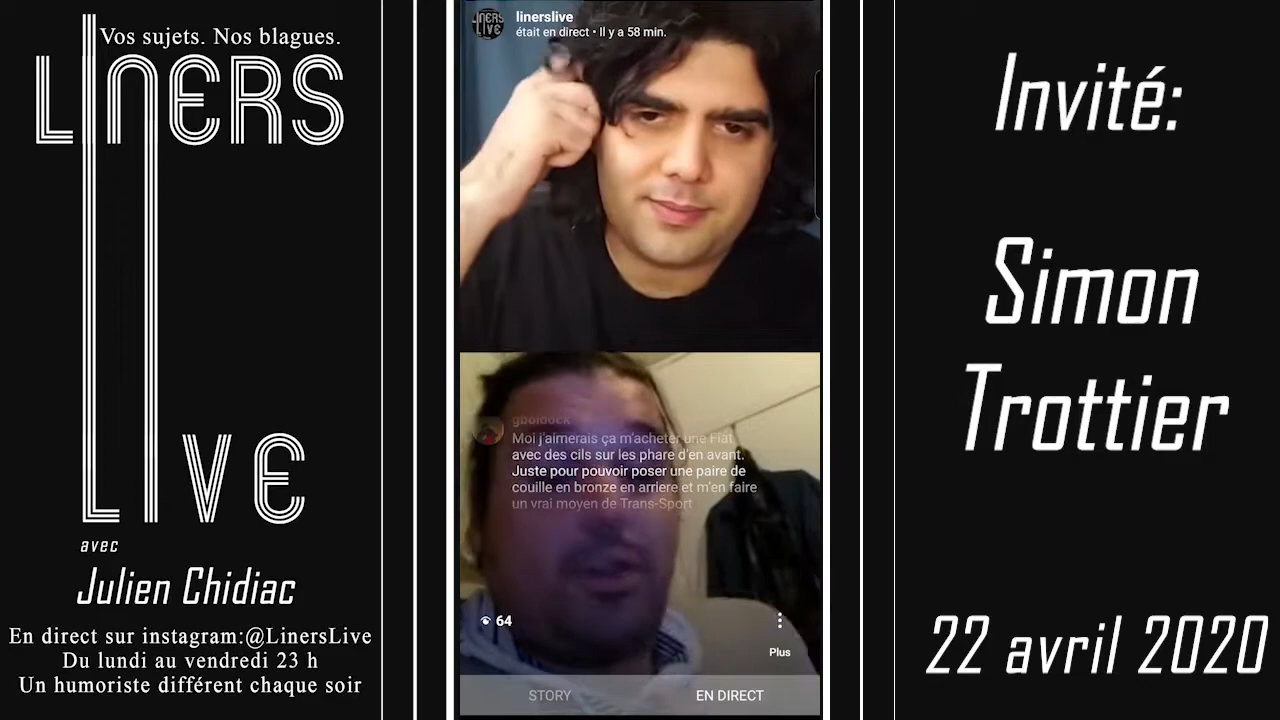 Vos sujets. Nos blagues.
LINERS
LIVE
avec
Julien Chidiac
En direct sur instagram:@LinersLive
Du lundi au vendredi 23 h
Un humoriste différent chaque soir
LINERS
LIVE
linerslive
était en direct • Il y a 58 min.
Moi j'aimerais ça m'acheter une Fiat
avec des cils sur les phare d'en avant.
Juste pour pouvoir poser une paire de
couille en bronze en arriere et m'en faire
un vrai moyen de Trans-Sport
64
Plus
STORY
EN DIRECT
Invité:
Simon
Trottier
22 avril 2020